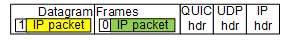 Datagram Frames QUIC UDP IP
1 IP packet 0 IP packet hdr hdr hdr